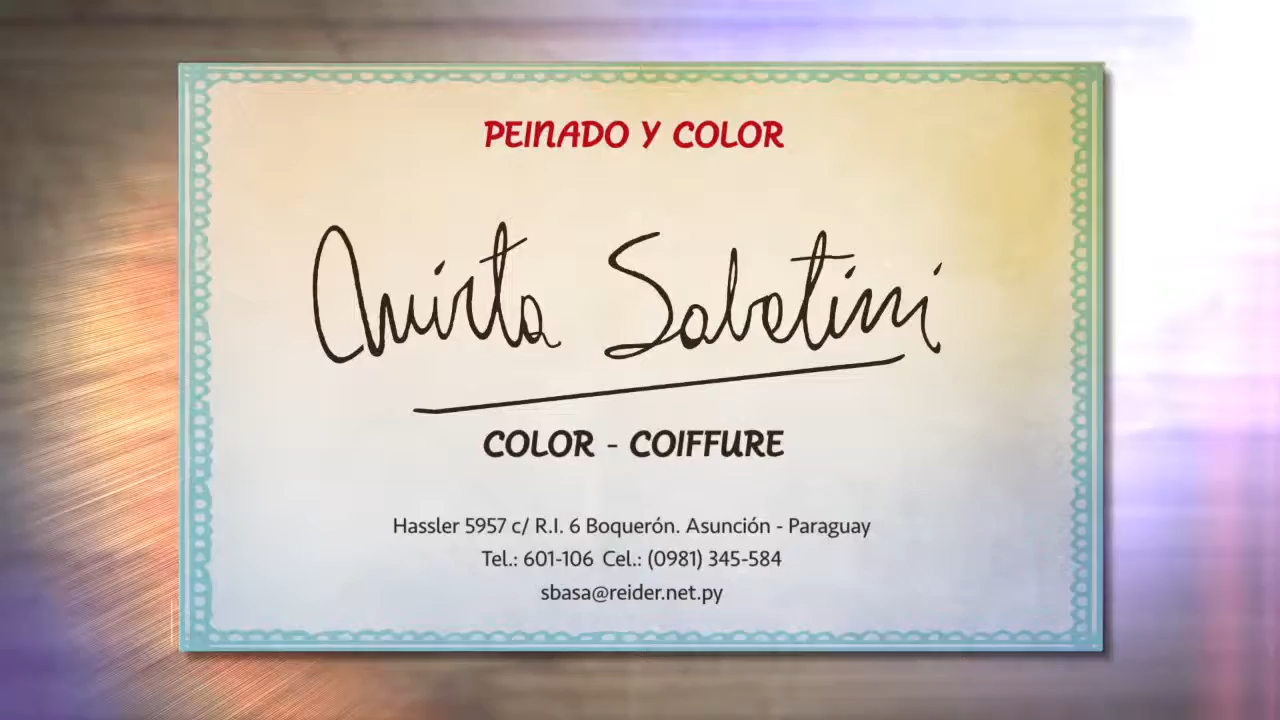 PEINADO Y COLOR
Mirta Sabatini
COLOR - COIFFURE
Hassler 5957 c/ R.I. 6 Boquerón. Asunción - Paraguay
Tel.: 601-106 Cel.: (0981) 345-584
sbasa@reider.net.py